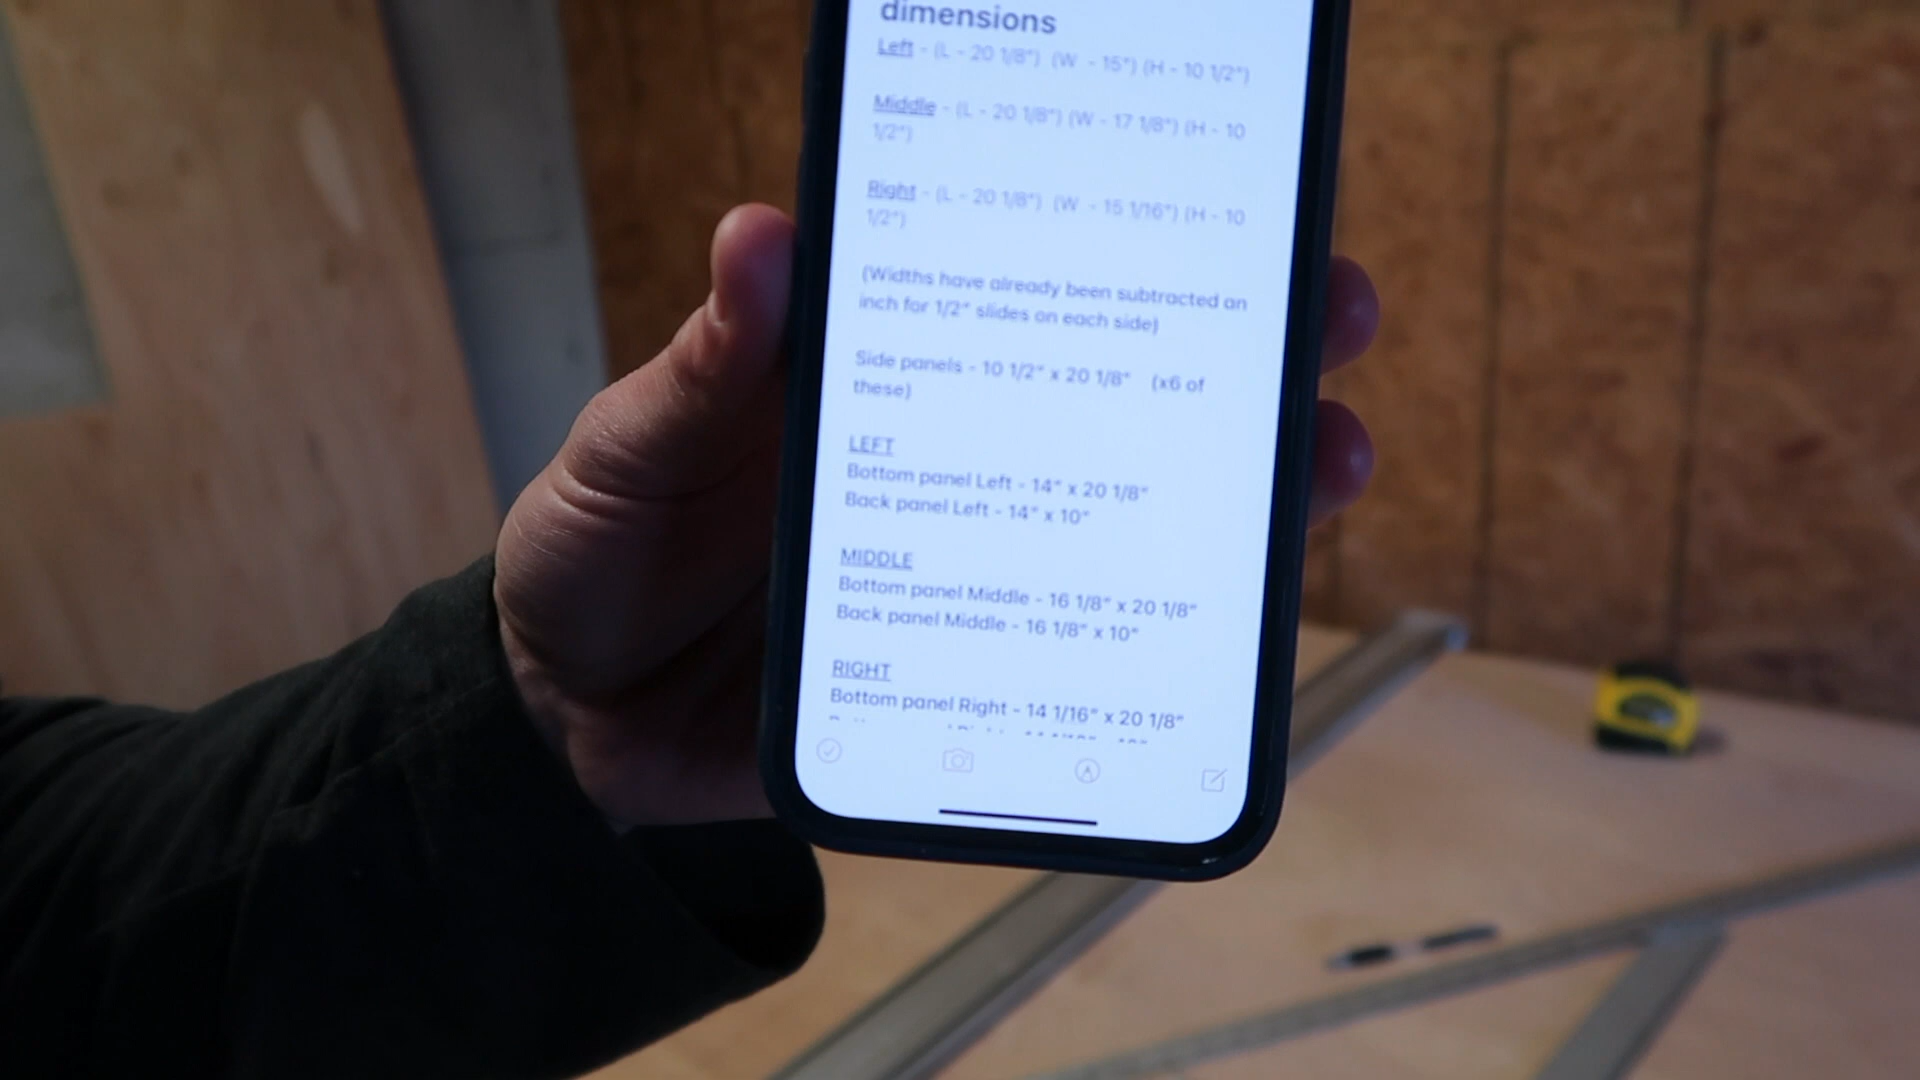 dimensions
Left - (L - 20 1/8") (W - 15") (H - 10 1/2")
Middle - (L - 20 1/8") (W - 17 1/8") (H - 10
1/2")
Right - (L - 20 1/8") (W - 15 1/16") (H - 10
1/2")
(Widths have already been subtracted an
inch for 1/2" slides on each side)
Side panels - 10 1/2" x 20 1/8" (x6 of
these)
LEFT
Bottom panel Left - 14" x 20 1/8"
Back panel Left - 14" x 10"
MIDDLE
Bottom panel Middle - 16 1/8" x 20 1/8"
Back panel Middle - 16 1/8" x 10"
RIGHT
Bottom panel Right - 14 1/16" x 20 1/8"